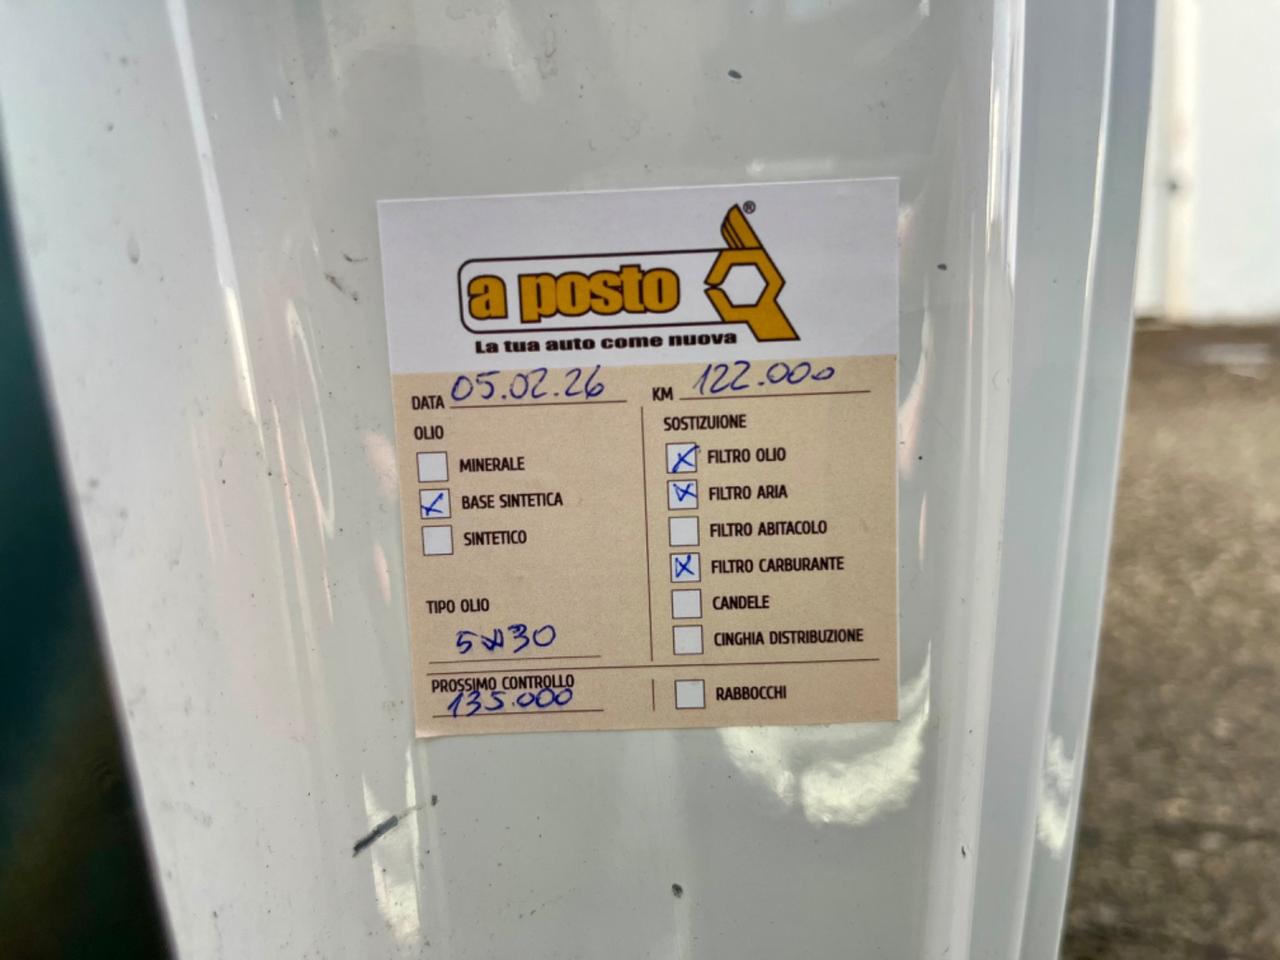 ®
a posto
La tua auto come nuova
DATA 05.02.26
KM 122.000
OLIO
MINERALE
BASE SINTETICA
SINTETICO
TIPO OLIO
5W30
PROSSIMO CONTROLLO
135.000
SOSTIZUIONE
FILTRO OLIO
FILTRO ARIA
FILTRO ABITACOLO
FILTRO CARBURANTE
CANDELE
CINGHIA DISTRIBUZIONE
RABBOCCHI